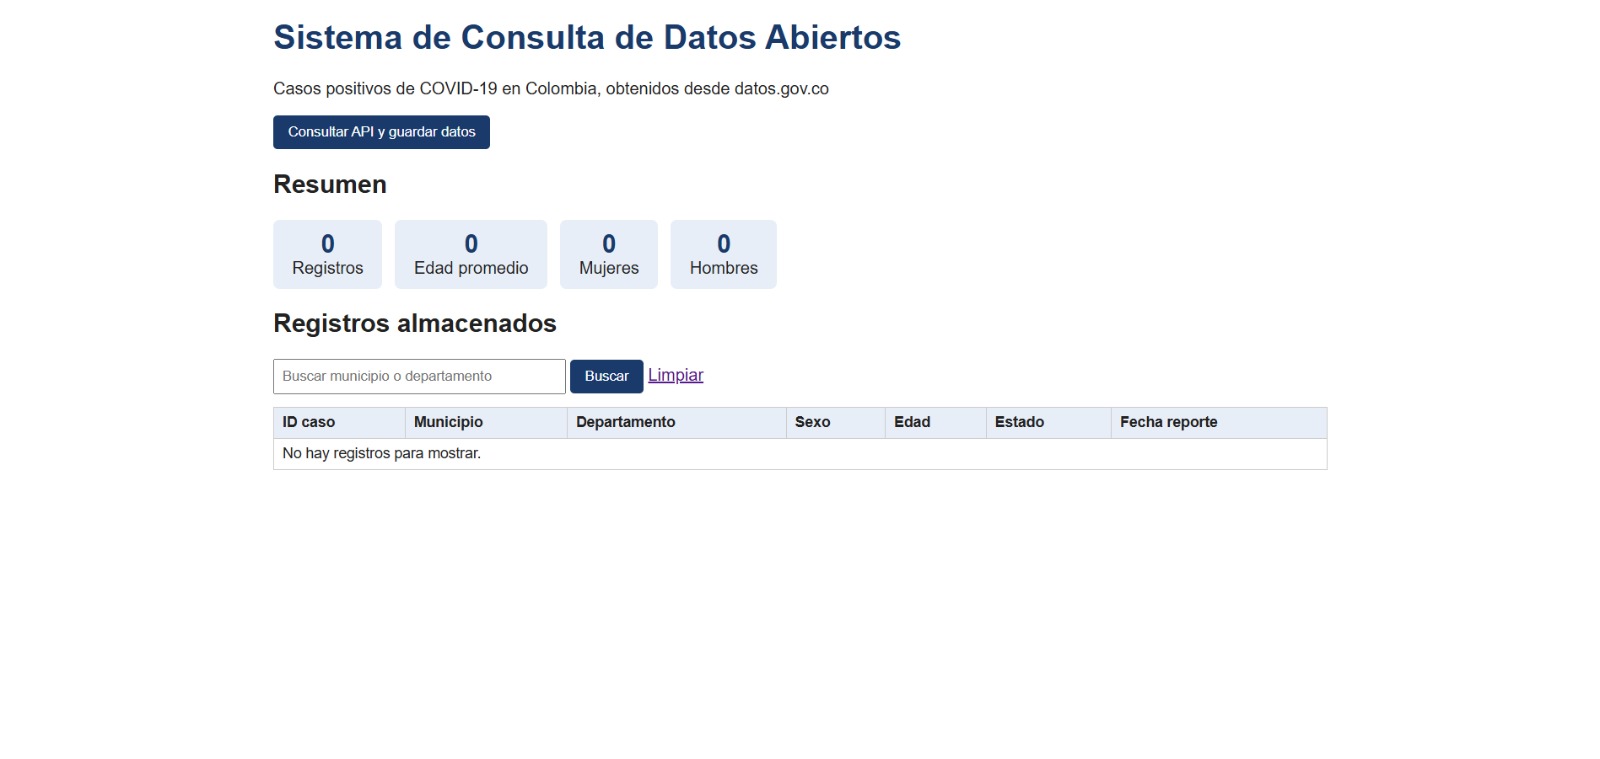 Sistema de Consulta de Datos Abiertos
Casos positivos de COVID-19 en Colombia, obtenidos desde datos.gov.co
Consultar API y guardar datos
Resumen
0 0 0 0
Registros Edad promedio Mujeres Hombres
Registros almacenados
Buscar municipio o departamento Buscar Limpiar
ID caso Municipio Departamento Sexo Edad Estado Fecha reporte
No hay registros para mostrar.